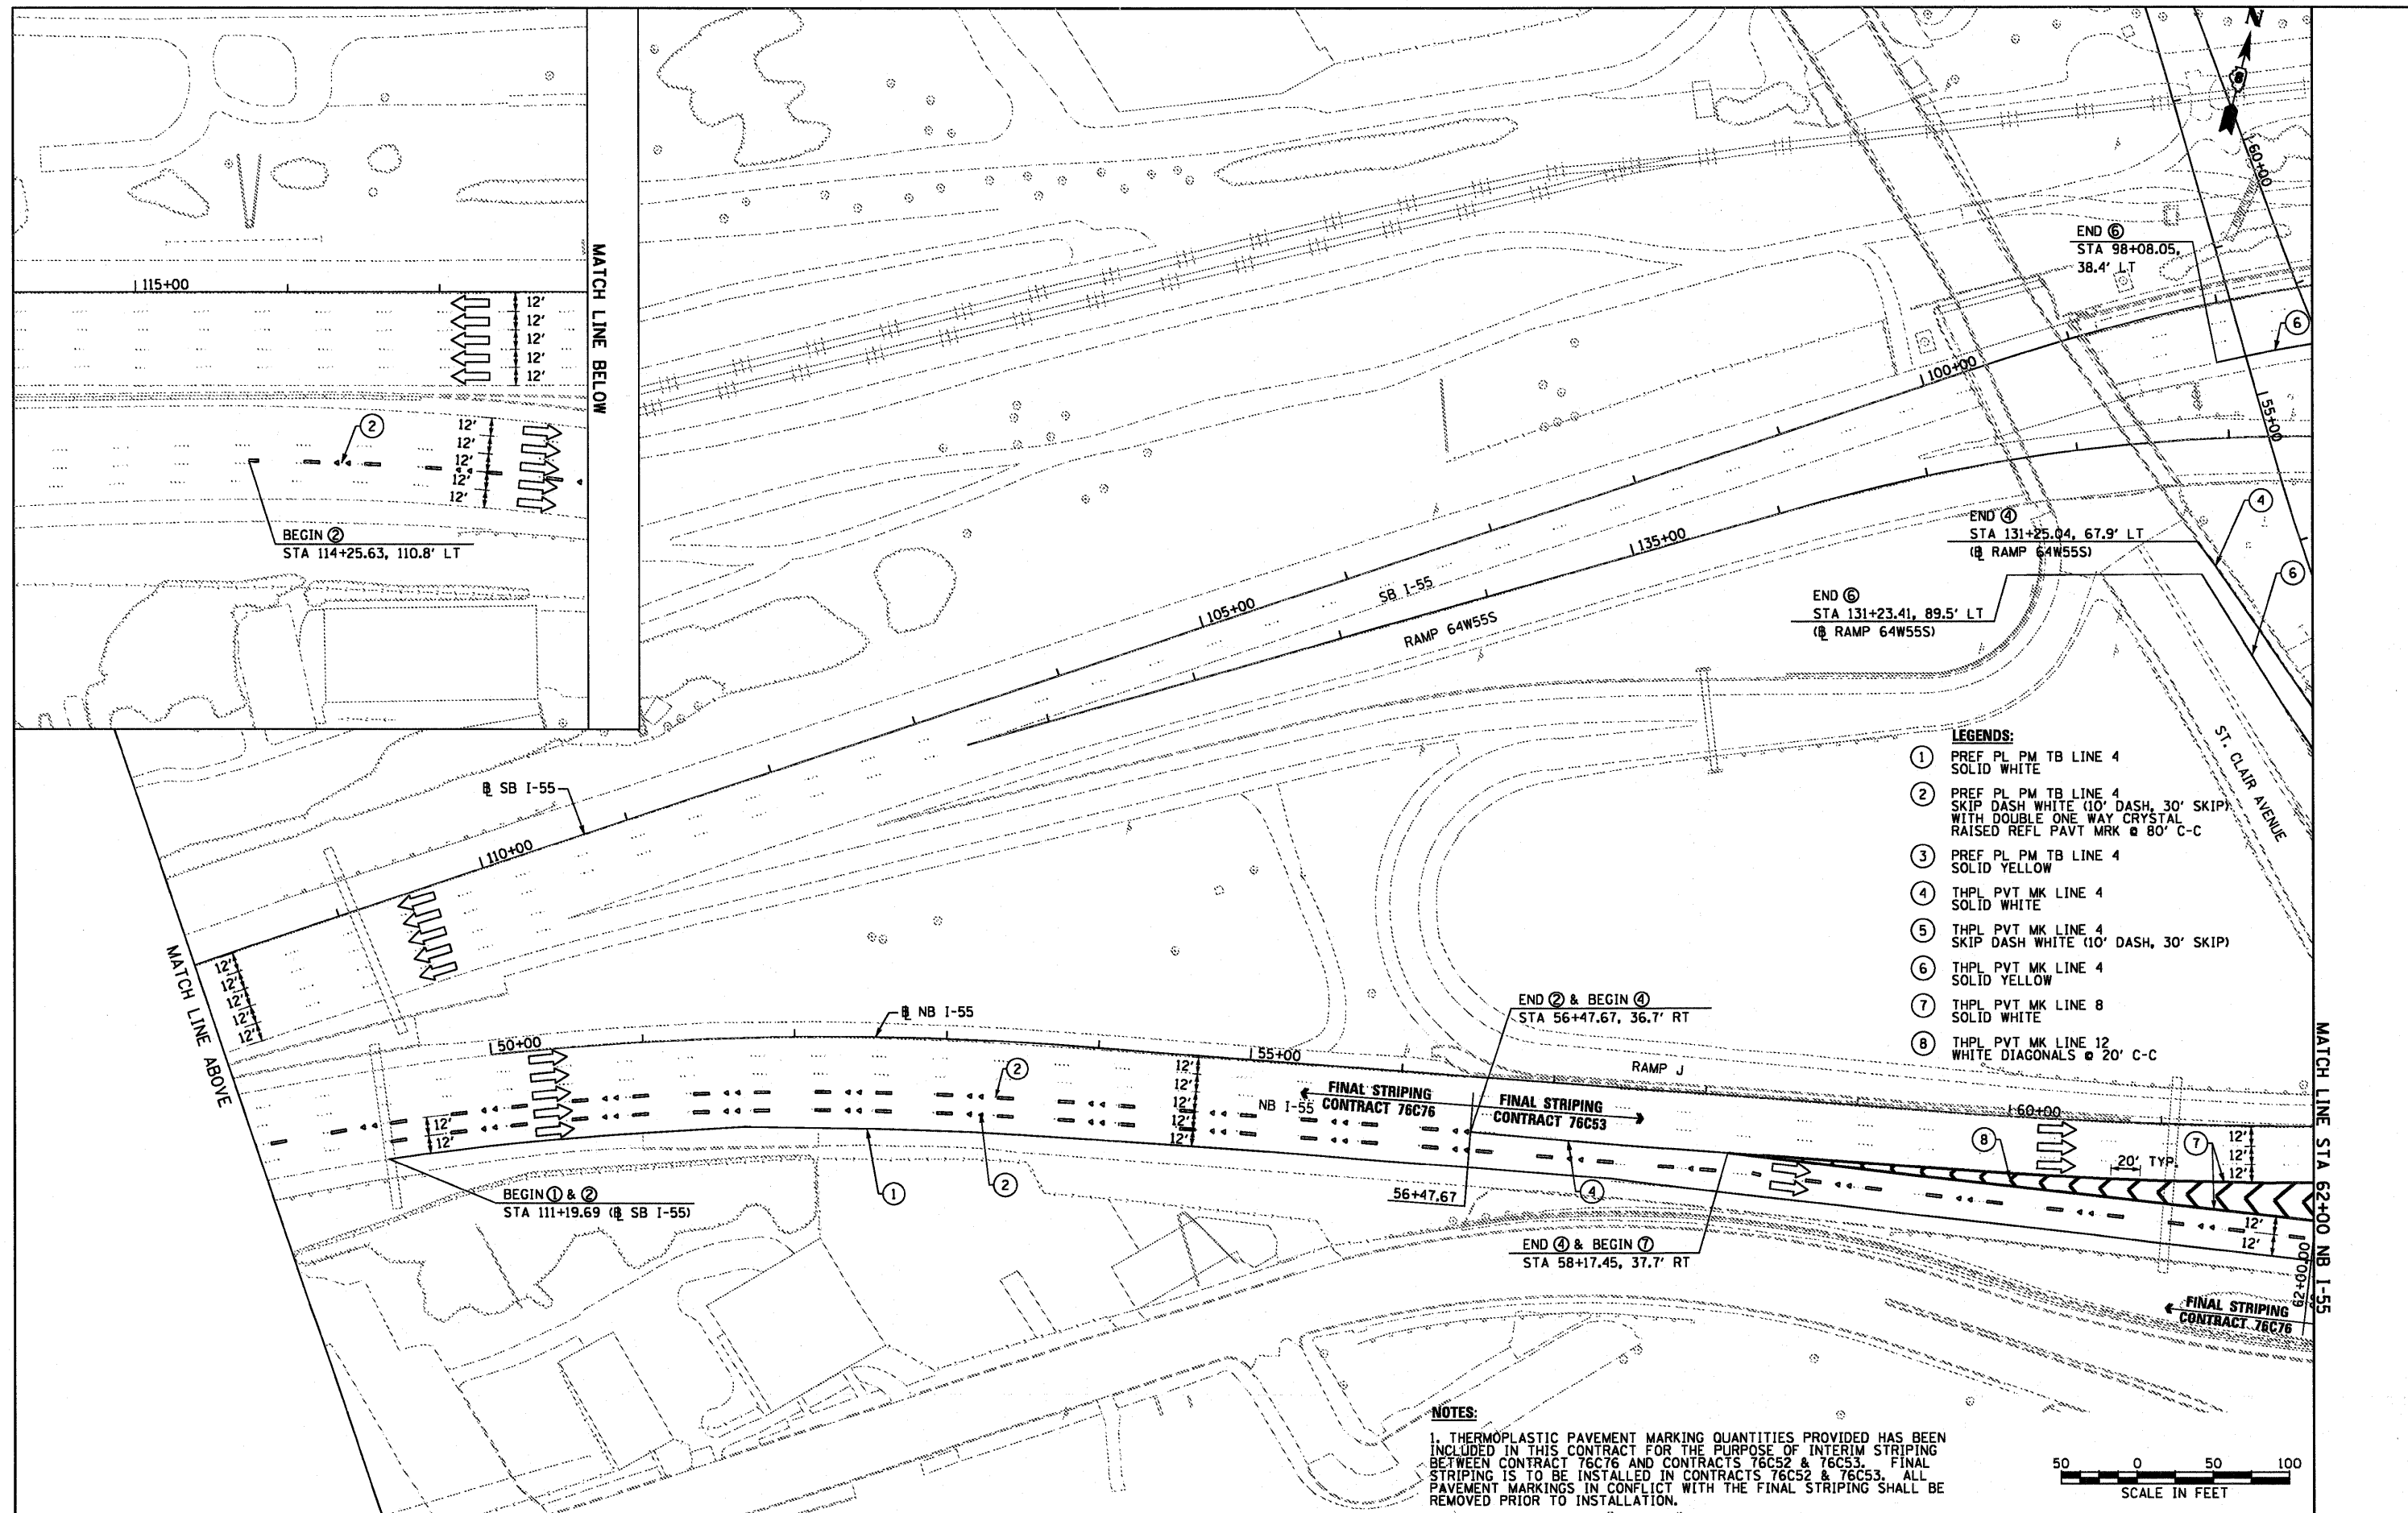 N
8
60+00
END ⑥
STA 98+08.05,
38.4' LT
115+00
12'
12'
12'
12'
12'
MATCH LINE BELOW
6
100+00
55+00
2
12'
12'
12'
12'
12'
BEGIN ②
STA 114+25.63, 110.8' LT
END ④
STA 131+25.04, 67.9' LT
(℄ RAMP 64W55S)
4
135+00
SB I-55
105+00
RAMP 64W55S
END ⑥
STA 131+23.41, 89.5' LT
(℄ RAMP 64W55S)
6
ST. CLAIR AVENUE
LEGENDS:
1 PREF PL PM TB LINE 4
SOLID WHITE
2 PREF PL PM TB LINE 4
SKIP DASH WHITE (10' DASH, 30' SKIP)
WITH DOUBLE ONE WAY CRYSTAL
RAISED REFL PAVT MRK @ 80' C-C
3 PREF PL PM TB LINE 4
SOLID YELLOW
4 THPL PVT MK LINE 4
SOLID WHITE
5 THPL PVT MK LINE 4
SKIP DASH WHITE (10' DASH, 30' SKIP)
6 THPL PVT MK LINE 4
SOLID YELLOW
7 THPL PVT MK LINE 8
SOLID WHITE
8 THPL PVT MK LINE 12
WHITE DIAGONALS @ 20' C-C
℄ SB I-55
110+00
MATCH LINE ABOVE
12'
12'
12'
12'
12'
℄ NB I-55
50+00
2
12'
12'
55+00
12'
12'
12'
12'
12'
NB I-55
END ② & BEGIN ④
STA 56+47.67, 36.7' RT
RAMP J
FINAL STRIPING
CONTRACT 76C76
FINAL STRIPING
CONTRACT 76C53
60+00
8
7
20' TYP.
12'
12'
12'
MATCH LINE STA 62+00 NB I-55
BEGIN ① & ②
STA 111+19.69 (℄ SB I-55)
1
2
56+47.67
4
END ④ & BEGIN ⑦
STA 58+17.45, 37.7' RT
12'
12'
62+00.00
FINAL STRIPING
CONTRACT 76C76
NOTES:
1. THERMOPLASTIC PAVEMENT MARKING QUANTITIES PROVIDED HAS BEEN
INCLUDED IN THIS CONTRACT FOR THE PURPOSE OF INTERIM STRIPING
BETWEEN CONTRACT 76C76 AND CONTRACTS 76C52 & 76C53. FINAL
STRIPING IS TO BE INSTALLED IN CONTRACTS 76C52 & 76C53. ALL
PAVEMENT MARKINGS IN CONFLICT WITH THE FINAL STRIPING SHALL BE
REMOVED PRIOR TO INSTALLATION.
50 0 50 100
SCALE IN FEET